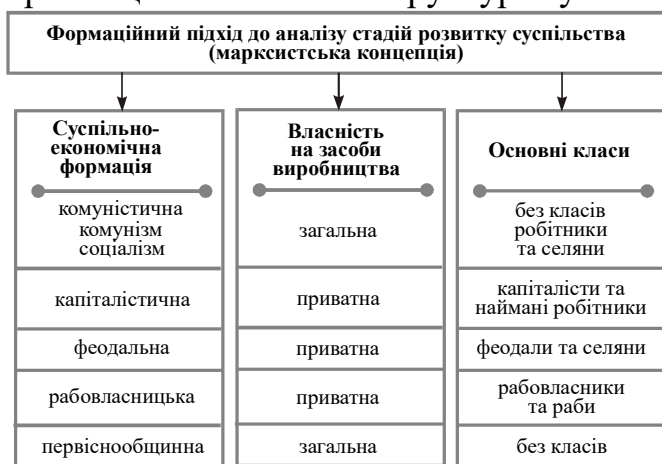 Формаційний підхід до аналізу стадій розвитку суспільства
(марксистська концепція)
Суспільно-
економічна
формація
Власність
на засоби
виробництва
Основні класи
комуністична
комунізм
соціалізм
загальна
без класів
робітники
та селяни
капіталістична
приватна
капіталісти та
наймані робітники
феодальна
приватна
феодали та селяни
рабовласницька
приватна
рабовласники
та раби
первіснообщинна
загальна
без класів